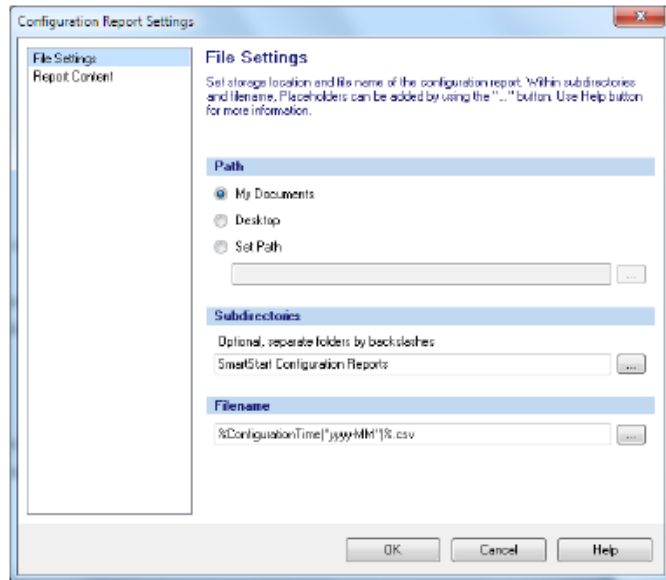 Configuration Report Settings
File Settings
Report Content
File Settings
Set storage location and file name of the configuration report. Within subdirectories
and filename, Placeholders can be added by using the "..." button. Use Help button
for more information.
Path
My Documents
Desktop
Set Path
...
Subdirectories
Optional, separate folders by backslashes
SmartStart Configuration Reports
...
Filename
%ConfigurationTime("yyyy-MM")%.csv
...
OK
Cancel
Help